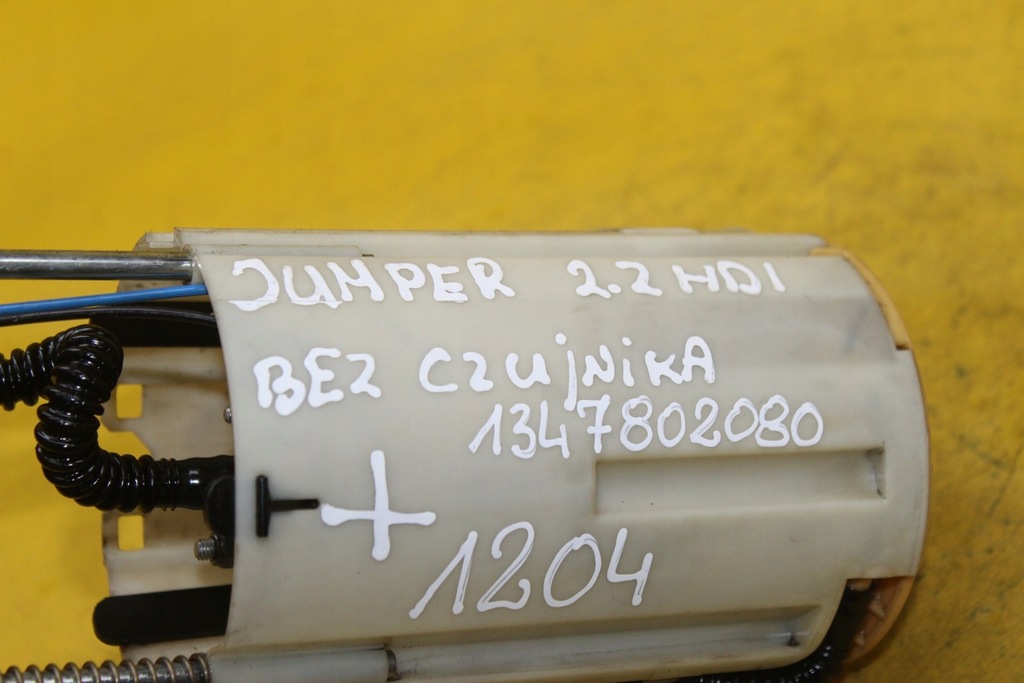 JUMPER 2.2 HDI
BEZ CZUJNIKA
1347802080
+
1204